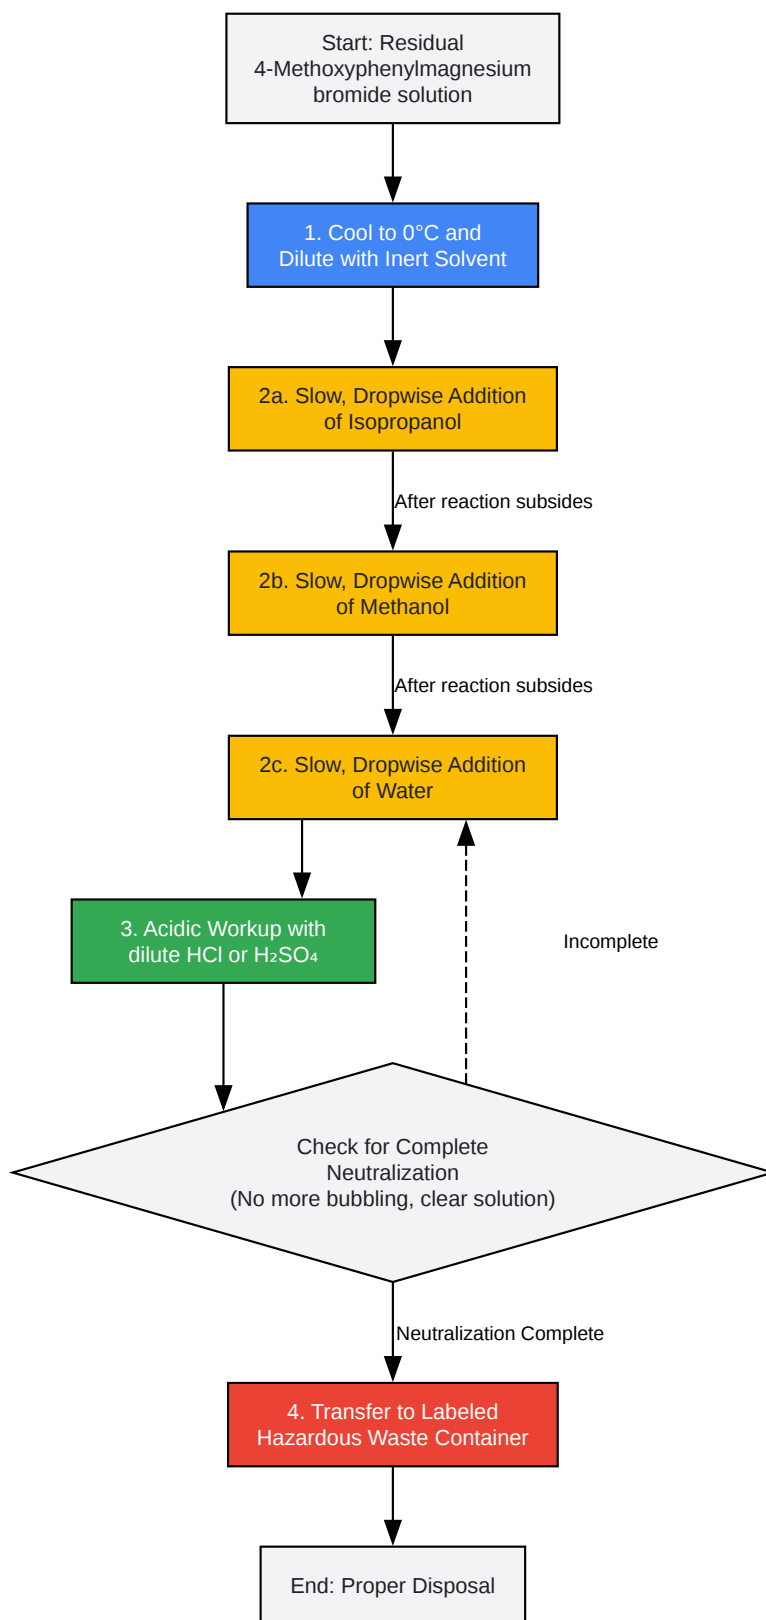 Start: Residual
4-Methoxyphenylmagnesium
bromide solution
1. Cool to 0°C and
Dilute with Inert Solvent
2a. Slow, Dropwise Addition
of Isopropanol
After reaction subsides
2b. Slow, Dropwise Addition
of Methanol
After reaction subsides
2c. Slow, Dropwise Addition
of Water
3. Acidic Workup with
dilute HCl or H₂SO₄
Incomplete
Check for Complete
Neutralization
(No more bubbling, clear solution)
Neutralization Complete
4. Transfer to Labeled
Hazardous Waste Container
End: Proper Disposal